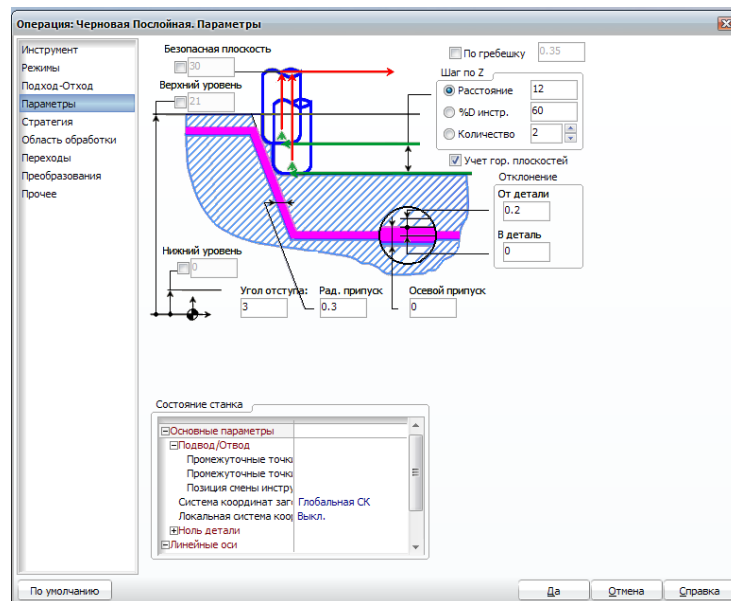 Операция: Черновая Послойная. Параметры
Инструмент
Режимы
Подход-Отход
Параметры
Стратегия
Область обработки
Переходы
Преобразования
Прочее
Безопасная плоскость
30
Верхний уровень
21
По гребешку 0.35
Шаг по Z
Расстояние 12
%D инстр. 60
Количество 2
Учет гор. плоскостей
Отклонение
От детали
0.2
В деталь
0
Нижний уровень
0
Угол отступа: Рад. припуск Осевой припуск
3 0.3 0
Состояние станка
Основные параметры
Подвод/Отвод
Промежуточные точки
Промежуточные точки
Позиция смены инстру
Система координат заг Глобальная СК
Локальная система коор Выкл.
Ноль детали
Линейные оси
По умолчанию Да Отмена Справка